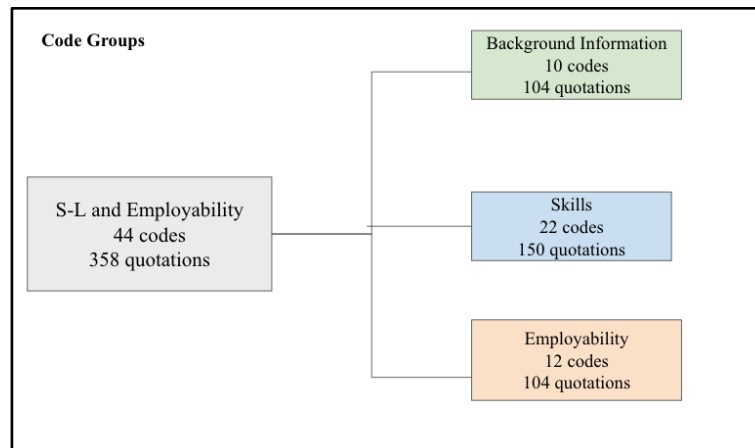 Code Groups
S-L and Employability
44 codes
358 quotations
Background Information
10 codes
104 quotations
Skills
22 codes
150 quotations
Employability
12 codes
104 quotations